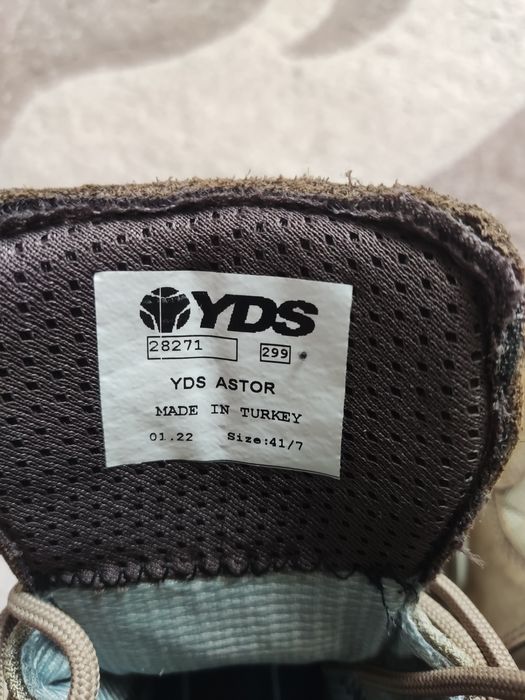 YDS
28271 299
YDS ASTOR
MADE IN TURKEY
01.22 Size:41/7